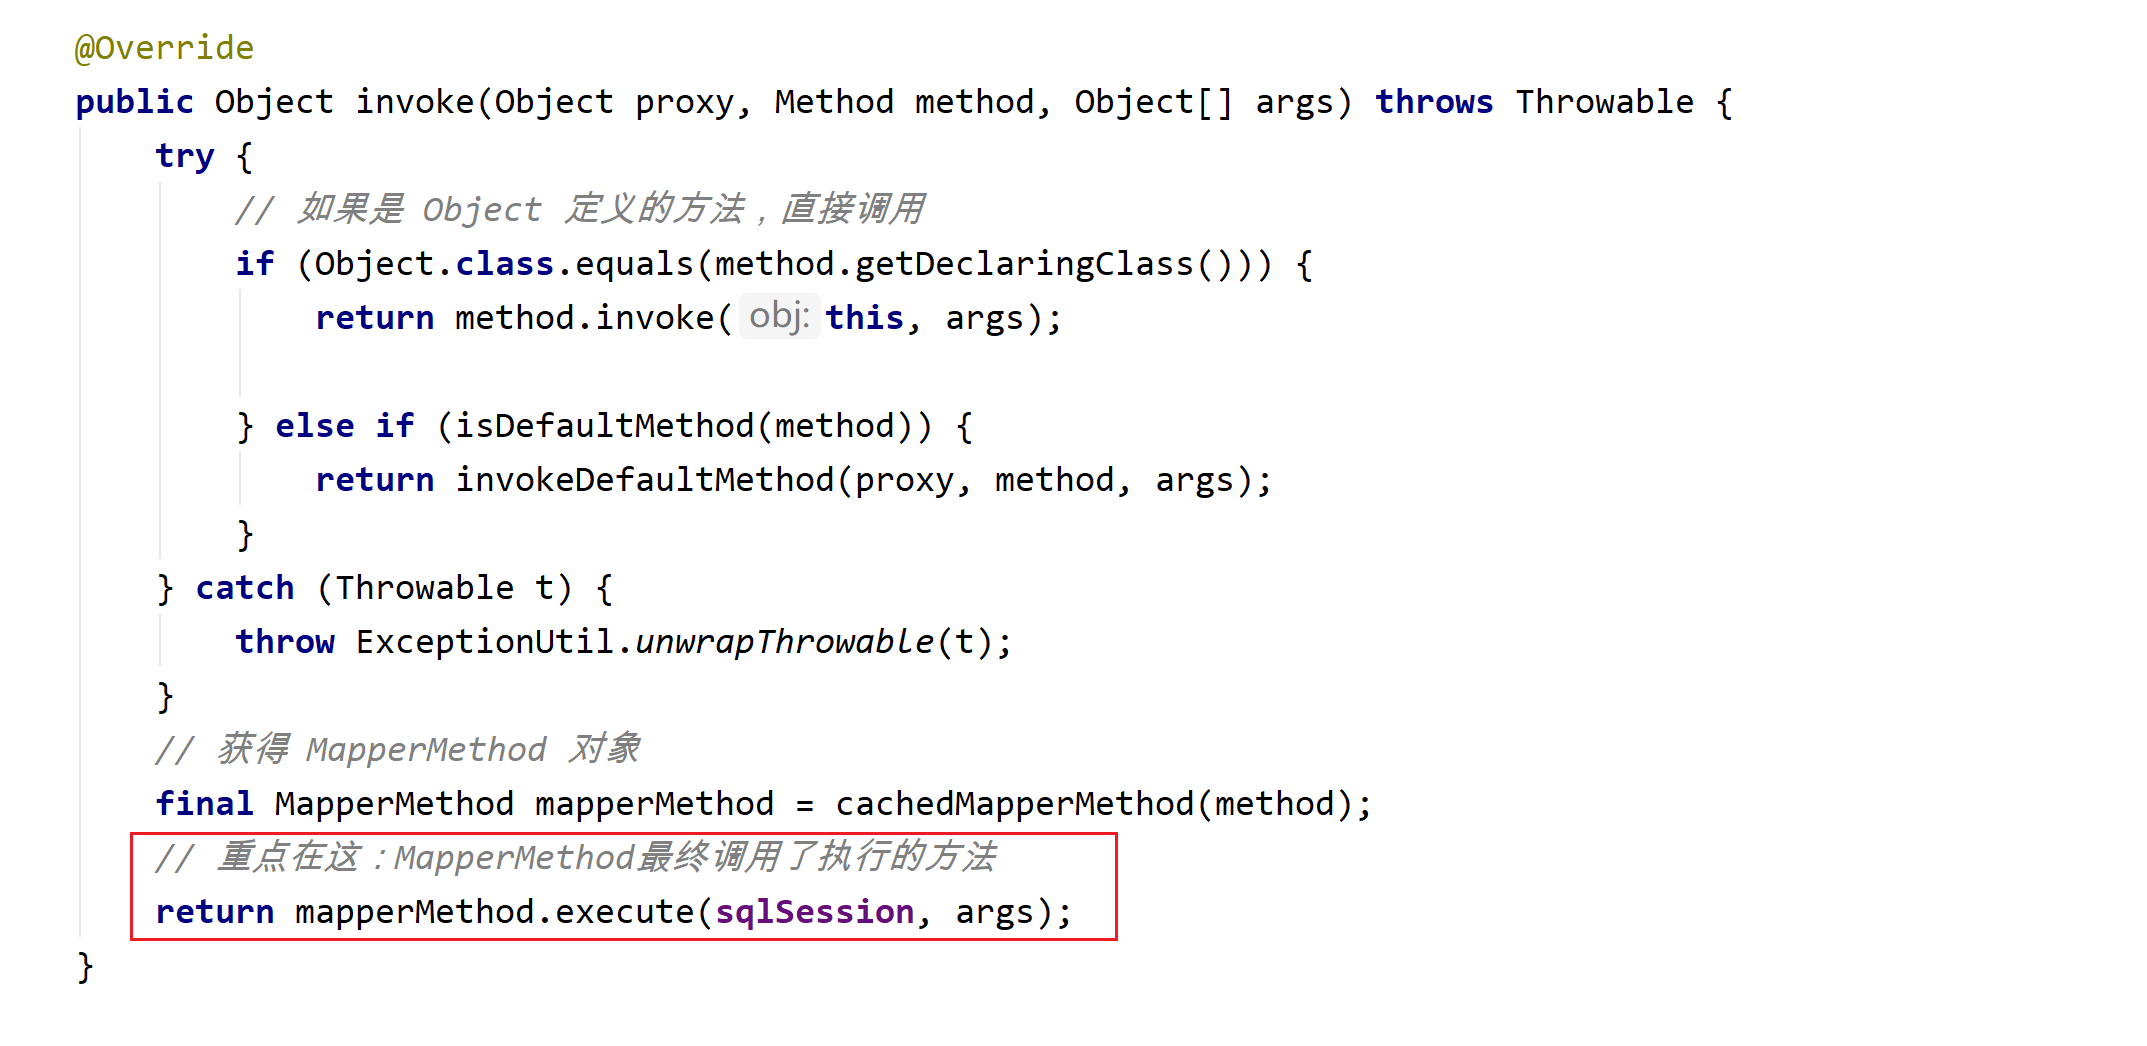 @Override
public Object invoke(Object proxy, Method method, Object[] args) throws Throwable {
try {
// 如果是 Object 定义的方法，直接调用
if (Object.class.equals(method.getDeclaringClass())) {
return method.invoke( obj: this, args);
} else if (isDefaultMethod(method)) {
return invokeDefaultMethod(proxy, method, args);
}
} catch (Throwable t) {
throw ExceptionUtil.unwrapThrowable(t);
}
// 获得 MapperMethod 对象
final MapperMethod mapperMethod = cachedMapperMethod(method);
// 重点在这：MapperMethod最终调用了执行的方法
return mapperMethod.execute(sqlSession, args);
}